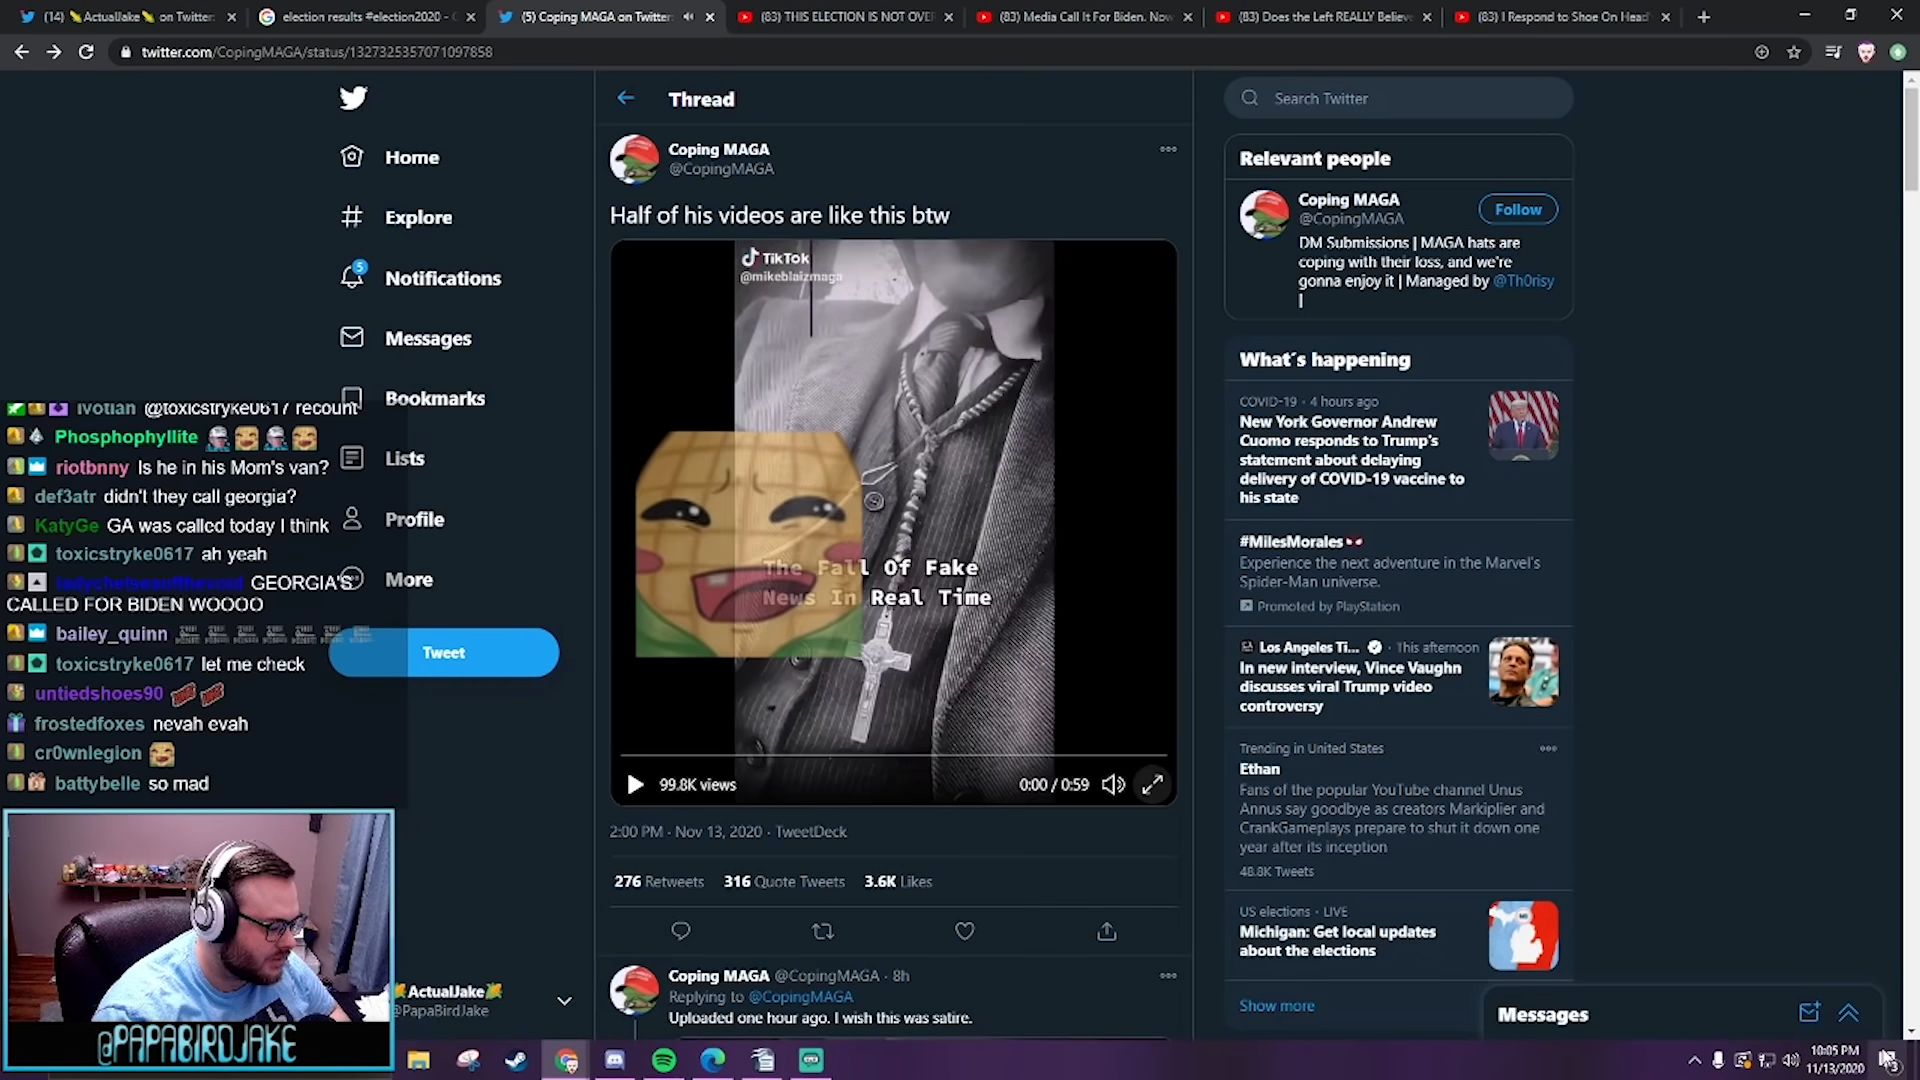 (14) ActualJake on Twitter:
election results #election2020 -
(5) Coping MAGA on Twitter:
(83) THIS ELECTION IS NOT OVER
(83) Media Call It For Biden. Now
(83) Does the Left REALLY Believe
(83) I Respond to Shoe On Head'
twitter.com/CopingMAGA/status/1327325357071097858
Home
Explore
5
Notifications
Messages
Bookmarks
Lists
Profile
More
Tweet
ActualJake
@PapaBirdJake
ivotian @toxicstryke0617 recount
Phosphophyllite
riotbnny Is he in his Mom's van?
def3atr didn't they call georgia?
KatyGe GA was called today I think
toxicstryke0617 ah yeah
GEORGIA'S
CALLED FOR BIDEN WOOOO
bailey_quinn
toxicstryke0617 let me check
untiedshoes90
frostedfoxes nevah evah
cr0wnlegion
battybelle so mad
@PAPABIRDJAKE
Thread
Coping MAGA
@CopingMAGA
Half of his videos are like this btw
TikTok
@mikeblaizmaga
The Fall Of Fake
News In Real Time
99.8K views
0:00 / 0:59
2:00 PM · Nov 13, 2020 · TweetDeck
276 Retweets 316 Quote Tweets 3.6K Likes
Coping MAGA @CopingMAGA · 8h
Replying to @CopingMAGA
Uploaded one hour ago. I wish this was satire.
Search Twitter
Relevant people
Coping MAGA
@CopingMAGA
Follow
DM Submissions | MAGA hats are
coping with their loss, and we're
gonna enjoy it | Managed by @Th0risy
|
What's happening
COVID-19 · 4 hours ago
New York Governor Andrew
Cuomo responds to Trump's
statement about delaying
delivery of COVID-19 vaccine to
his state
#MilesMorales
Experience the next adventure in the Marvel's
Spider-Man universe.
Promoted by PlayStation
Los Angeles Ti... · This afternoon
In new interview, Vince Vaughn
discusses viral Trump video
controversy
Trending in United States
Ethan
Fans of the popular YouTube channel Unus
Annus say goodbye as creators Markiplier and
CrankGameplays prepare to shut it down one
year after its inception
48.8K Tweets
US elections · LIVE
Michigan: Get local updates
about the elections
Show more
Messages
10:05 PM
11/13/2020
3